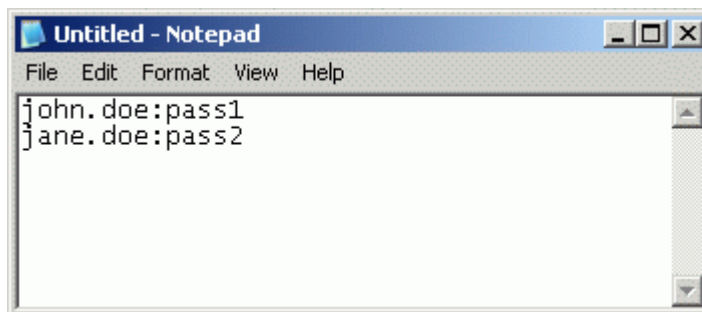 Untitled - Notepad
File Edit Format View Help
john.doe:pass1
jane.doe:pass2